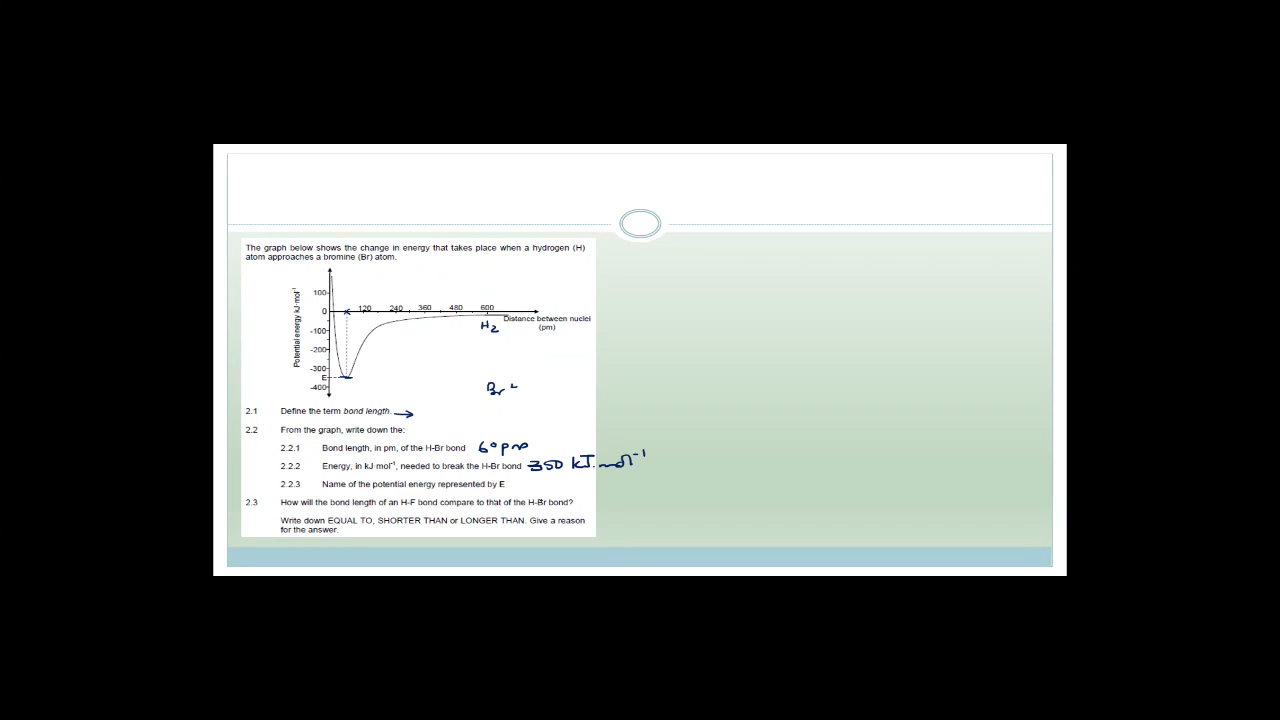 The graph below shows the change in energy that takes place when a hydrogen (H)
atom approaches a bromine (Br) atom.
Potential energy kJ·mol⁻¹
100
0
-100
-200
-300
E
-400
120 240 360 480 600
Distance between nuclei
(pm)
H₂
Br
2.1 Define the term bond length.
2.2 From the graph, write down the:
2.2.1 Bond length, in pm, of the H-Br bond 60pm
2.2.2 Energy, in kJ·mol⁻¹, needed to break the H-Br bond 350 kJ.mol⁻¹
2.2.3 Name of the potential energy represented by E
2.3 How will the bond length of an H-F bond compare to that of the H-Br bond?
Write down EQUAL TO, SHORTER THAN or LONGER THAN. Give a reason
for the answer.